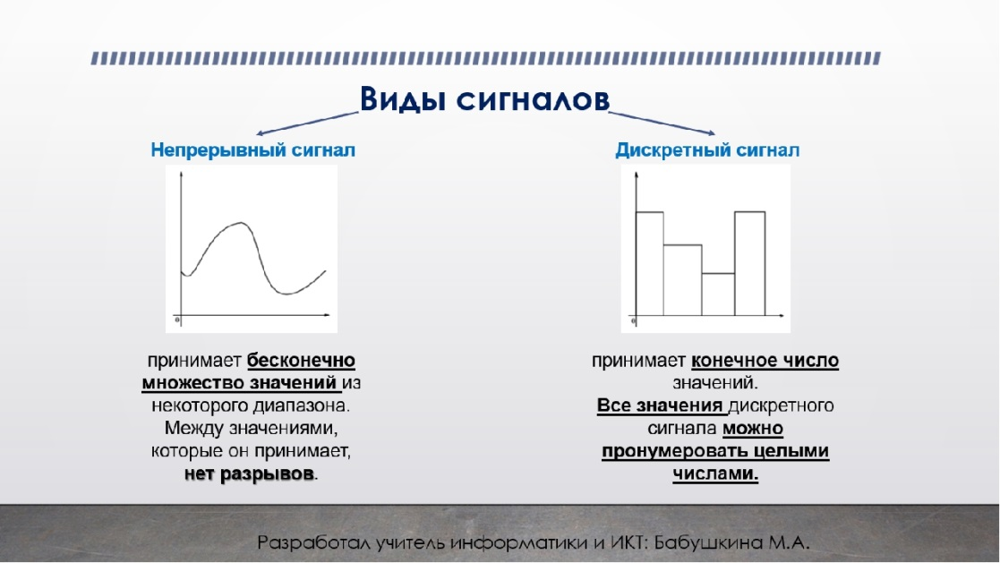 Виды сигналов
Непрерывный сигнал
0
принимает бесконечно
множество значений из
некоторого диапазона.
Между значениями,
которые он принимает,
нет разрывов.
Дискретный сигнал
0
принимает конечное число
значений.
Все значения дискретного
сигнала можно
пронумеровать целыми
числами.
Разработал учитель информатики и ИКТ: Бабушкина М.А.